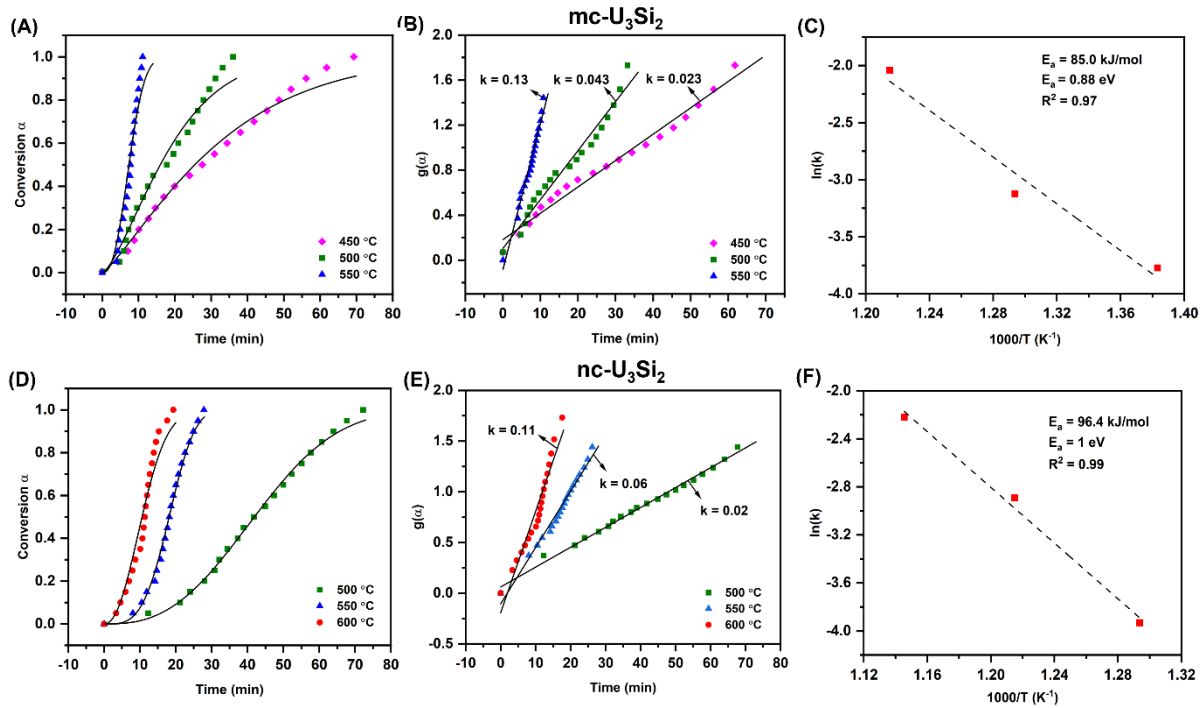 mc-U₃Si₂
(A)
Conversion α
1.0
0.8
0.6
0.4
0.2
0.0
450 °C
500 °C
550 °C
-10 0 10 20 30 40 50 60 70 80
Time (min)
(B)
g(α)
2.0
1.6
1.2
0.8
0.4
0.0
-0.4
k = 0.13
k = 0.043
k = 0.023
450 °C
500 °C
550 °C
-10 0 10 20 30 40 50 60 70
Time (min)
(C)
ln(k)
-2.0
-2.5
-3.0
-3.5
-4.0
Eₐ = 85.0 kJ/mol
Eₐ = 0.88 eV
R² = 0.97
1.20 1.24 1.28 1.32 1.36 1.40
1000/T (K⁻¹)
nc-U₃Si₂
(D)
Conversion α
1.0
0.8
0.6
0.4
0.2
0.0
500 °C
550 °C
600 °C
-10 0 10 20 30 40 50 60 70 80
Time (min)
(E)
g(α)
2.5
2.0
1.5
1.0
0.5
0.0
-0.5
k = 0.11
k = 0.06
k = 0.02
500 °C
550 °C
600 °C
-10 0 10 20 30 40 50 60 70 80
Time (min)
(F)
ln(k)
-2.0
-2.4
-2.8
-3.2
-3.6
-4.0
Eₐ = 96.4 kJ/mol
Eₐ = 1 eV
R² = 0.99
1.12 1.16 1.20 1.24 1.28 1.32
1000/T (K⁻¹)